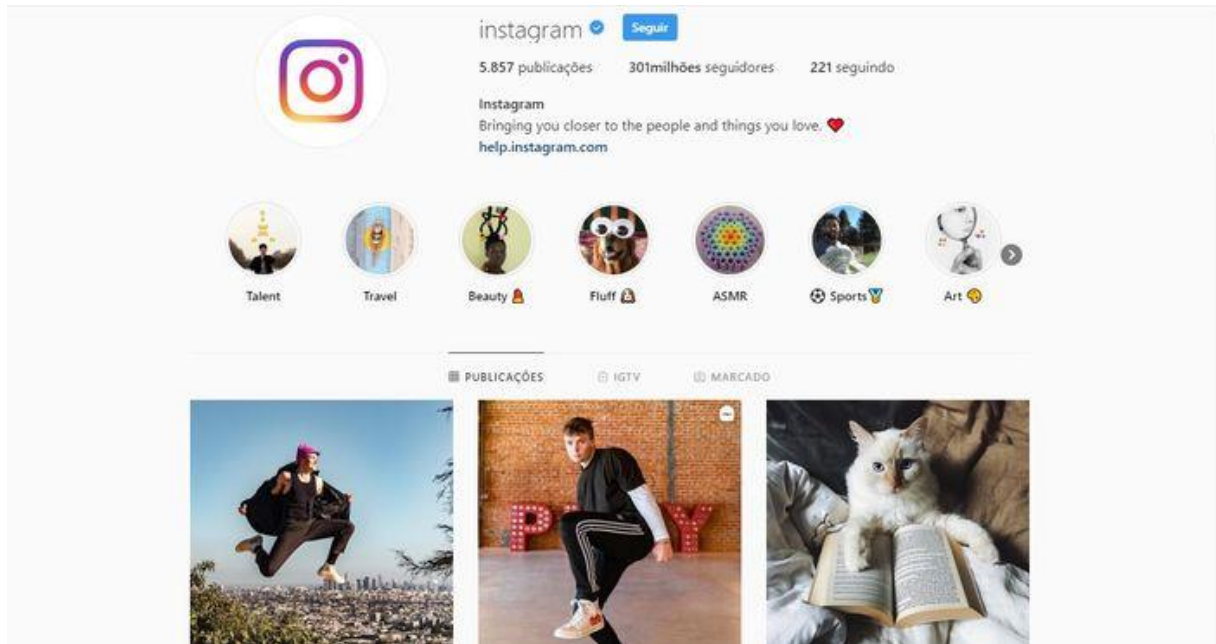 instagram Seguir
5.857 publicações 301milhões seguidores 221 seguindo
Instagram
Bringing you closer to the people and things you love. ❤️
help.instagram.com
Talent Travel Beauty Fluff ASMR Sports Art
PUBLICAÇÕES IGTV MARCADO
P Y